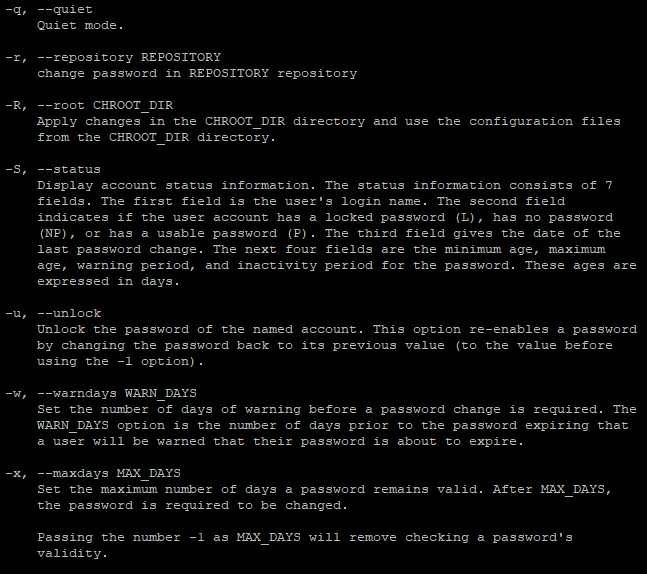 -q, --quiet
Quiet mode.
-r, --repository REPOSITORY
change password in REPOSITORY repository
-R, --root CHROOT_DIR
Apply changes in the CHROOT_DIR directory and use the configuration files
from the CHROOT_DIR directory.
-S, --status
Display account status information. The status information consists of 7
fields. The first field is the user's login name. The second field
indicates if the user account has a locked password (L), has no password
(NP), or has a usable password (P). The third field gives the date of the
last password change. The next four fields are the minimum age, maximum
age, warning period, and inactivity period for the password. These ages are
expressed in days.
-u, --unlock
Unlock the password of the named account. This option re-enables a password
by changing the password back to its previous value (to the value before
using the -l option).
-w, --warndays WARN_DAYS
Set the number of days of warning before a password change is required. The
WARN_DAYS option is the number of days prior to the password expiring that
a user will be warned that their password is about to expire.
-x, --maxdays MAX_DAYS
Set the maximum number of days a password remains valid. After MAX_DAYS,
the password is required to be changed.
Passing the number -1 as MAX_DAYS will remove checking a password's
validity.